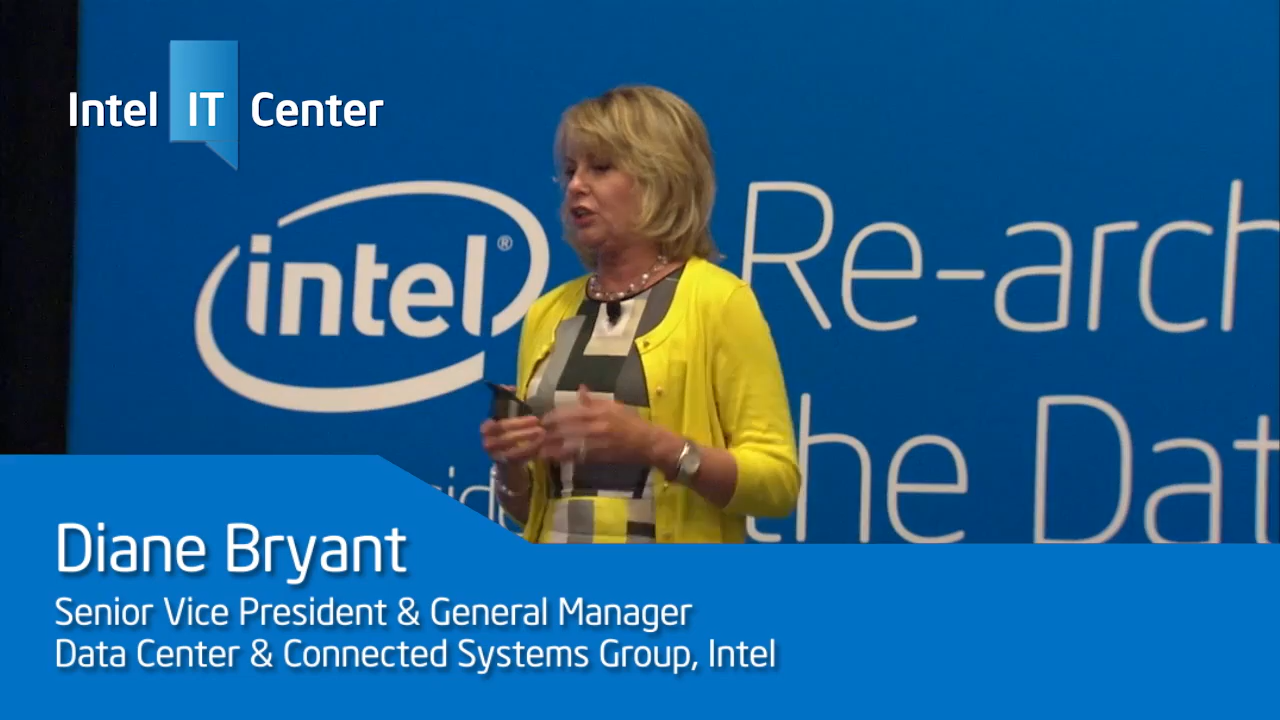 Intel IT Center
intel®
Re-arch
the Dat
Diane Bryant
Senior Vice President & General Manager
Data Center & Connected Systems Group, Intel